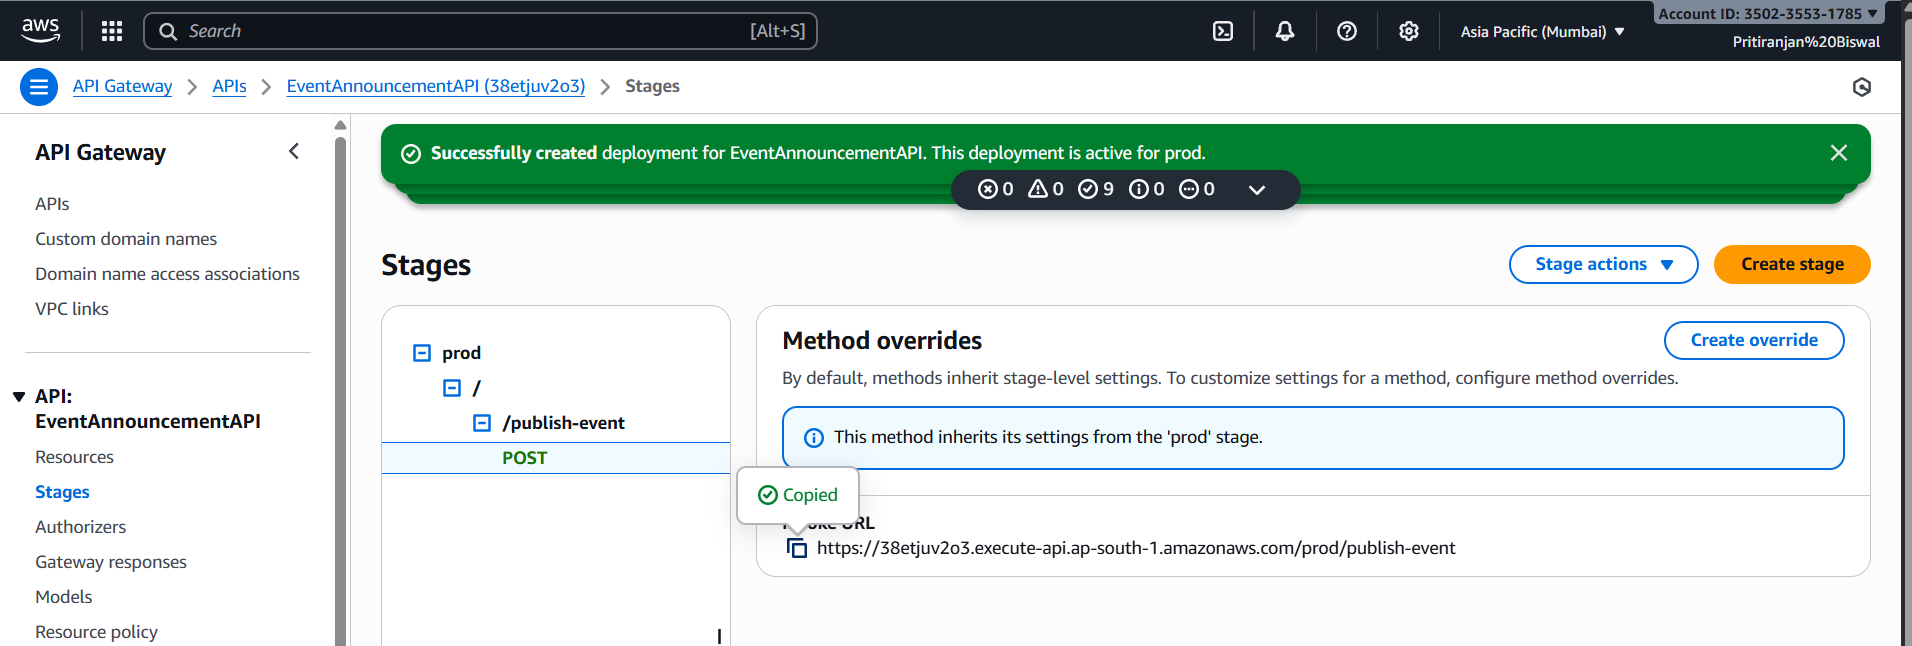 aws
Search [Alt+S]
Asia Pacific (Mumbai)
Account ID: 3502-3553-1785
Pritiranjan%20Biswal
API Gateway
APIs
EventAnnouncementAPI (38etjuv2o3)
Stages
API Gateway
APIs
Custom domain names
Domain name access associations
VPC links
API:
EventAnnouncementAPI
Resources
Stages
Authorizers
Gateway responses
Models
Resource policy
Successfully created deployment for EventAnnouncementAPI. This deployment is active for prod.
0 0 9 0 0
Stages
Stage actions
Create stage
prod
/
/publish-event
POST
Method overrides
Create override
By default, methods inherit stage-level settings. To customize settings for a method, configure method overrides.
This method inherits its settings from the 'prod' stage.
Copied
URL
https://38etjuv2o3.execute-api.ap-south-1.amazonaws.com/prod/publish-event